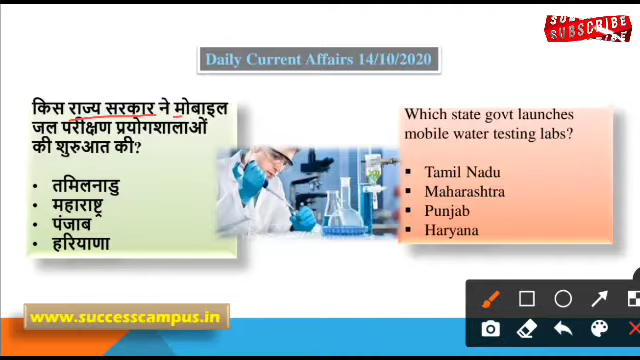 SUBSCRIBE
Daily Current Affairs 14/10/2020
किस राज्य सरकार ने मोबाइल
जल परीक्षण प्रयोगशालाओं
की शुरुआत की?
• तमिलनाडु
• महाराष्ट्र
• पंजाब
• हरियाणा
Which state govt launches
mobile water testing labs?
▪ Tamil Nadu
▪ Maharashtra
▪ Punjab
▪ Haryana
www.successcampus.in